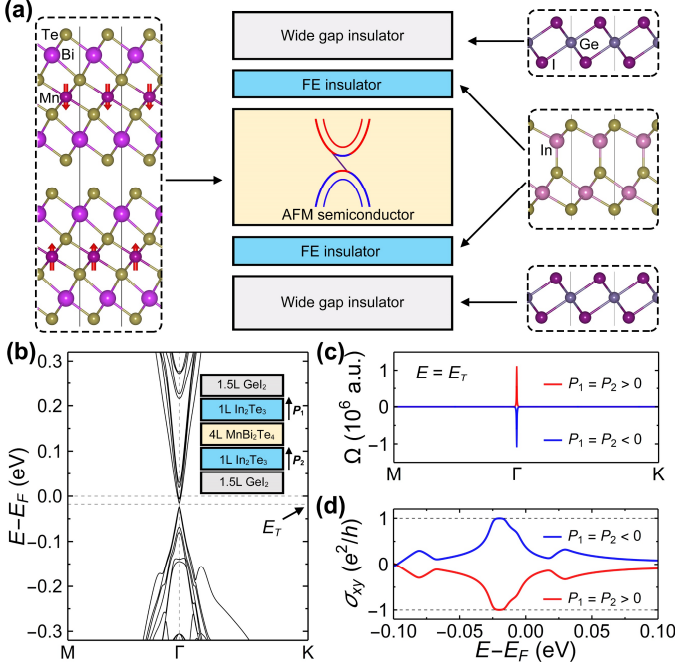 (a)
Te
Bi
Mn
Wide gap insulator
FE insulator
AFM semiconductor
FE insulator
Wide gap insulator
Ge
I
In
(b)
E−E_F (eV)
0.3
0.2
0.1
0.0
−0.1
−0.2
−0.3
M
Γ
K
1.5L GeI₂
1L In₂Te₃
P₁
4L MnBi₂Te₄
1L In₂Te₃
P₂
1.5L GeI₂
E_T
(c)
Ω (10⁶ a.u.)
1
0
−1
E = E_T
P₁ = P₂ > 0
P₁ = P₂ < 0
M
Γ
K
(d)
σ_xy (e²/h)
1
0
−1
P₁ = P₂ < 0
P₁ = P₂ > 0
−0.10
−0.05
0.00
0.05
0.10
E−E_F (eV)